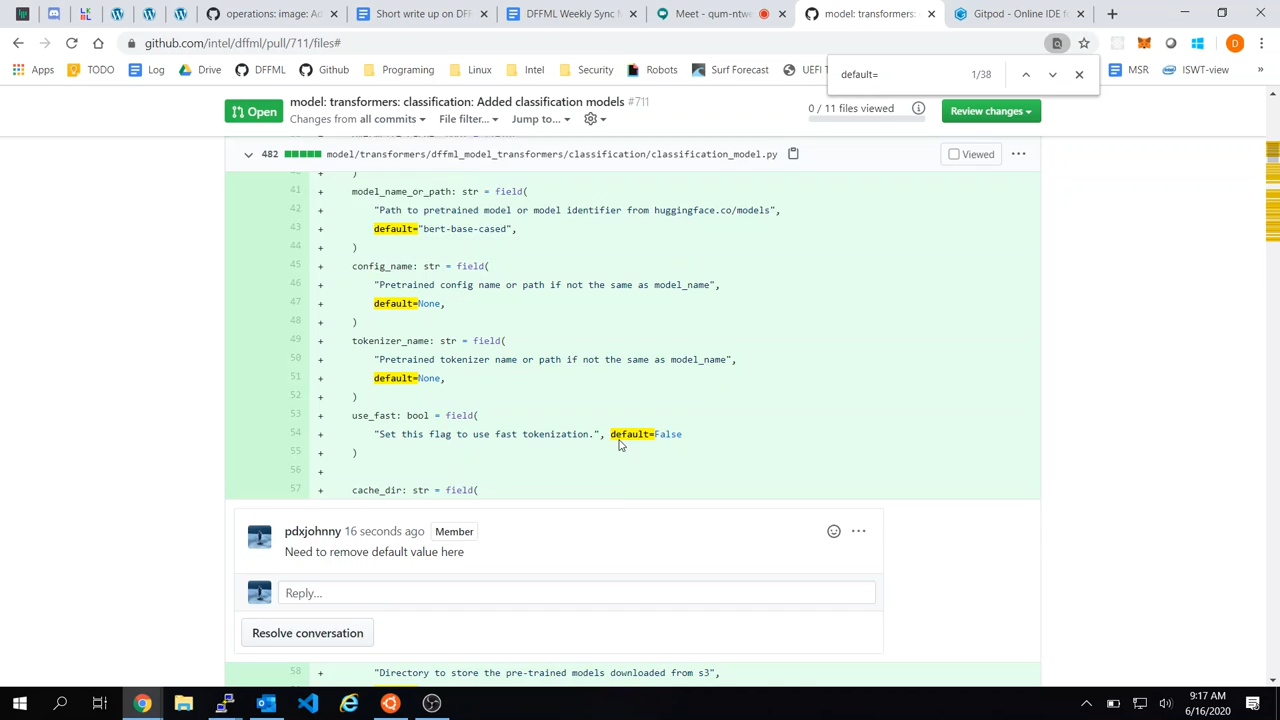 operations: image: Ad
Short write up on DFF
DFFML Weekly Sync M
Meet - qum-ntwe
model: transformers:
Gitpod - Online IDE fo
github.com/intel/dffml/pull/711/files#
Apps
TODO
Log
Drive
DFFML
Github
Programming
Linux
Intel
Security
Robots
Surf Forecast
UEFI T
MSR
ISWT-view
»
default=
1/38
Open
model: transformers: classification: Added classification models #711
Changes from all commits
File filter...
Jump to...
0 / 11 files viewed
Review changes
482 model/transformers/dffml_model_transformers/classification/classification_model.py
Viewed
40 + )
41 + model_name_or_path: str = field(
42 + "Path to pretrained model or model identifier from huggingface.co/models",
43 + default="bert-base-cased",
44 + )
45 + config_name: str = field(
46 + "Pretrained config name or path if not the same as model_name",
47 + default=None,
48 + )
49 + tokenizer_name: str = field(
50 + "Pretrained tokenizer name or path if not the same as model_name",
51 + default=None,
52 + )
53 + use_fast: bool = field(
54 + "Set this flag to use fast tokenization.", default=False
55 + )
56 +
57 + cache_dir: str = field(
pdxjohnny 16 seconds ago Member
Need to remove default value here
Reply...
Resolve conversation
58 + "Directory to store the pre-trained models downloaded from s3",
9:17 AM
6/16/2020